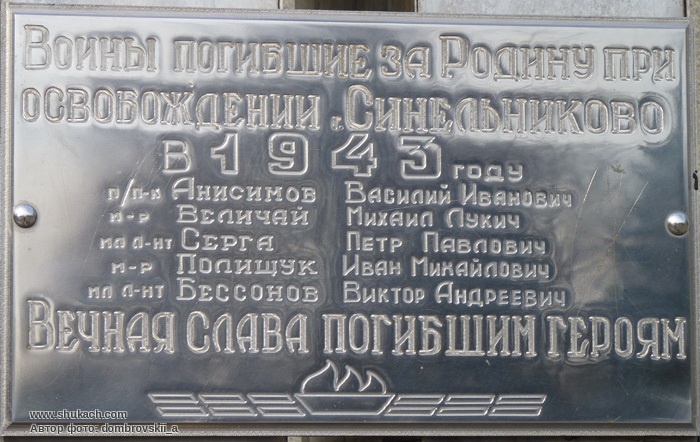 Воины погибшие за Родину при
освобождении г. Синельниково
в 1943 году
п/п-к Анисимов Василий Иванович
м-р Величай Михаил Лукич
мл л-нт Серга Петр Павлович
м-р Полищук Иван Михайлович
мл л-нт Бессонов Виктор Андреевич
Вечная слава погибшим героям
www.shukach.com
Автор фото: dombrovskii_a